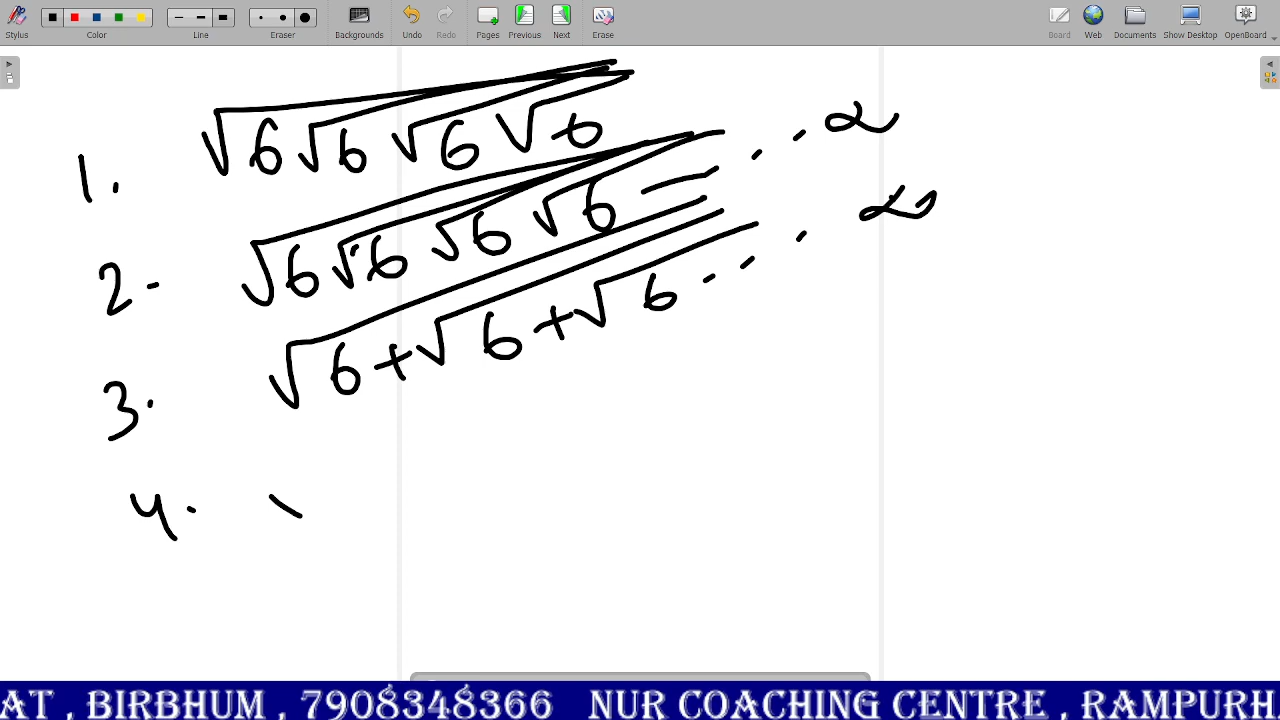 Stylus Color Line Eraser Backgrounds Undo Redo Pages Previous Next Erase Board Web Documents Show Desktop OpenBoard
1. √6√6√6√6
2. √6√6√6√6 ... ∝
3. √6+√6+√6 ... ∝
4.
AT , BIRBHUM , 7908348366 NUR COACHING CENTRE , RAMPURH